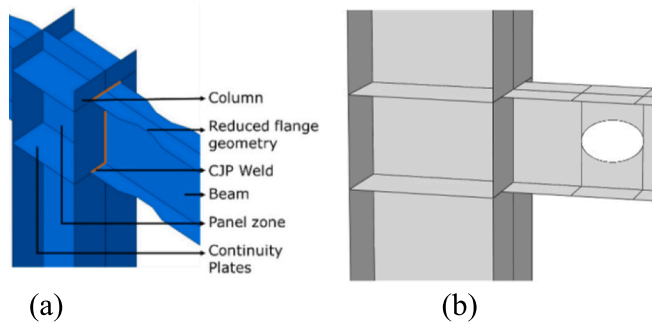 Column
Reduced flange
geometry
CJP Weld
Beam
Panel zone
Continuity
Plates
(a)
(b)